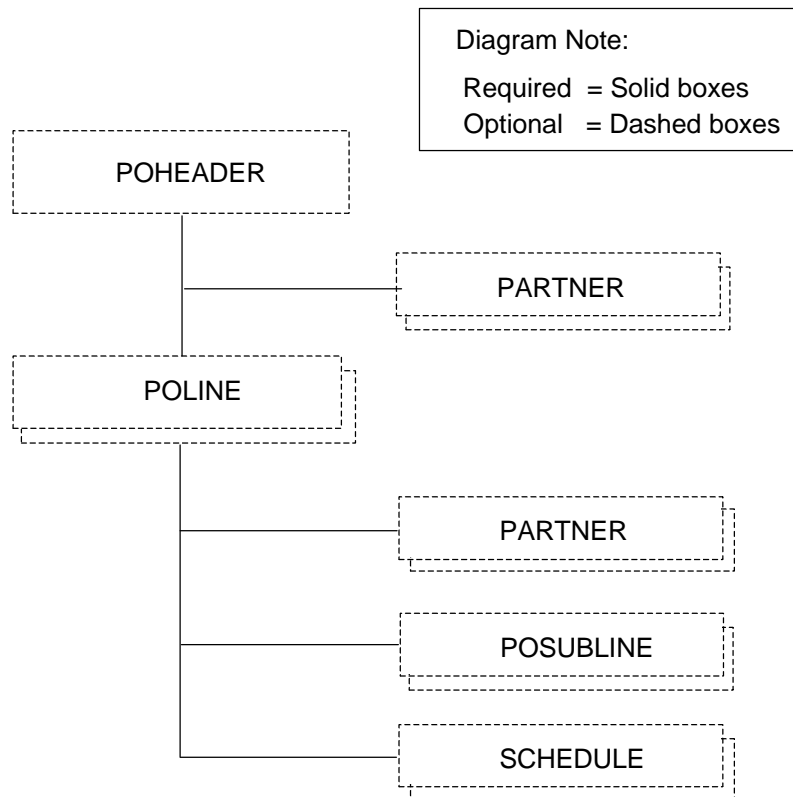 Diagram Note:
Required = Solid boxes
Optional = Dashed boxes
POHEADER
PARTNER
POLINE
PARTNER
POSUBLINE
SCHEDULE